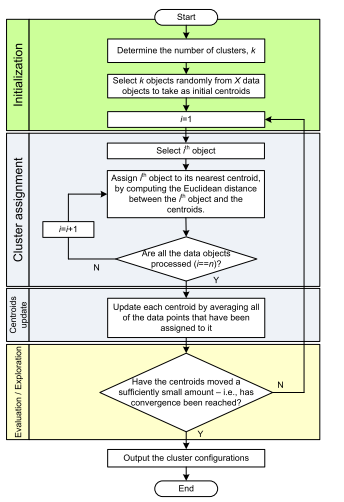 Start
Initialization
Determine the number of clusters, k
Select k objects randomly from X data
objects to take as initial centroids
i=1
Cluster assignment
Select iᵗʰ object
Assign iᵗʰ object to its nearest centroid,
by computing the Euclidean distance
between the iᵗʰ object and the
centroids.
i=i+1
Are all the data objects
processed (i==n)?
N
Y
Centroids
update
Update each centroid by averaging all
of the data points that have been
assigned to it
Evaluation / Exploration
Have the centroids moved a
sufficiently small amount – i.e., has
convergence been reached?
N
Y
Output the cluster configurations
End